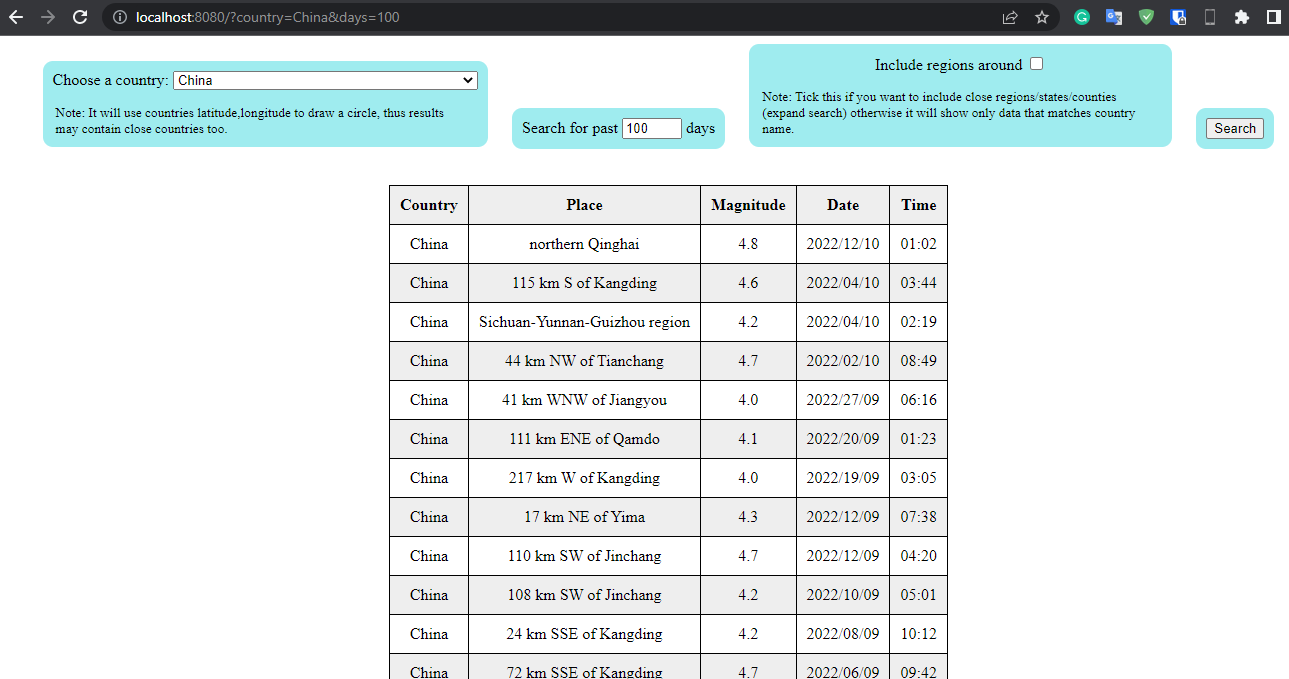 localhost:8080/?country=China&days=100
Choose a country: China
Note: It will use countries latitude,longitude to draw a circle, thus results
may contain close countries too.
Search for past 100 days
Include regions around
Note: Tick this if you want to include close regions/states/counties
(expand search) otherwise it will show only data that matches country
name.
Search
Country Place Magnitude Date Time
China northern Qinghai 4.8 2022/12/10 01:02
China 115 km S of Kangding 4.6 2022/04/10 03:44
China Sichuan-Yunnan-Guizhou region 4.2 2022/04/10 02:19
China 44 km NW of Tianchang 4.7 2022/02/10 08:49
China 41 km WNW of Jiangyou 4.0 2022/27/09 06:16
China 111 km ENE of Qamdo 4.1 2022/20/09 01:23
China 217 km W of Kangding 4.0 2022/19/09 03:05
China 17 km NE of Yima 4.3 2022/12/09 07:38
China 110 km SW of Jinchang 4.7 2022/12/09 04:20
China 108 km SW of Jinchang 4.2 2022/10/09 05:01
China 24 km SSE of Kangding 4.2 2022/08/09 10:12
China 72 km SSE of Kangding 4.7 2022/06/09 09:42